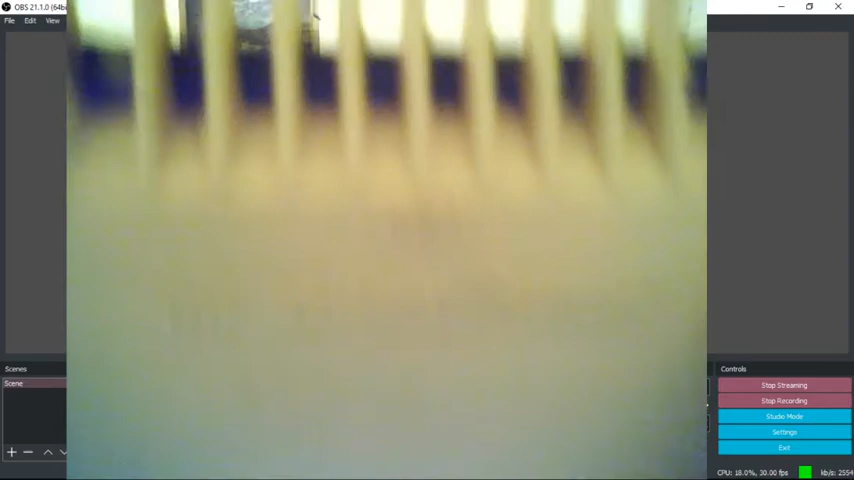 OBS 21.1.0 (64b
File Edit View
Scenes
Scene
Controls
Stop Streaming
Stop Recording
Studio Mode
Settings
Exit
CPU: 18.0%, 30.00 fps
kb/s: 2554